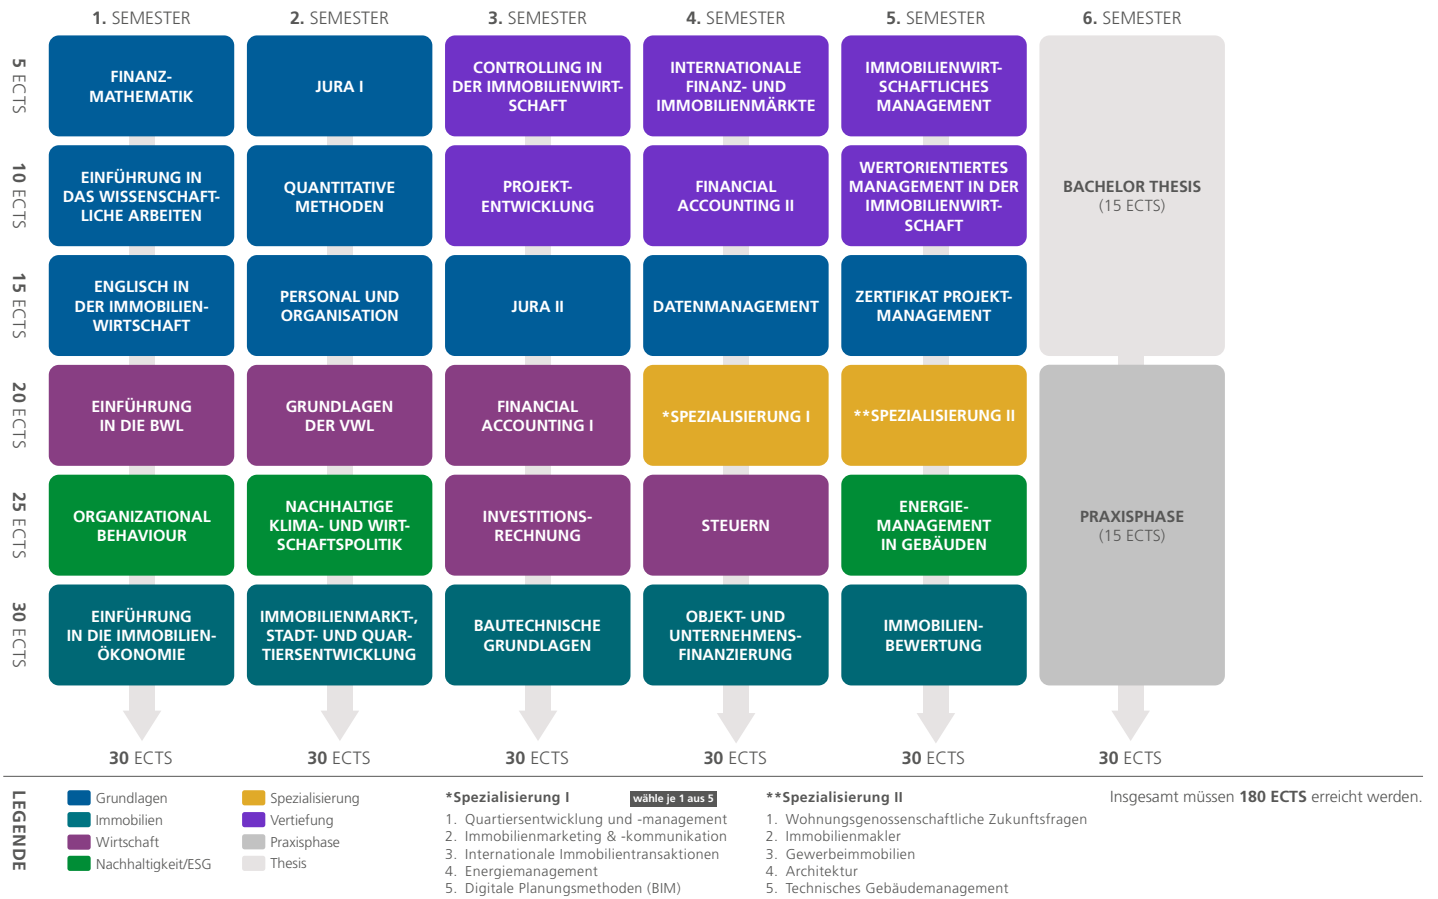 1. SEMESTER
2. SEMESTER
3. SEMESTER
4. SEMESTER
5. SEMESTER
6. SEMESTER
5 ECTS
FINANZ-
MATHEMATIK
JURA I
CONTROLLING IN
DER IMMOBILIENWIRT-
SCHAFT
INTERNATIONALE
FINANZ- UND
IMMOBILIENMÄRKTE
IMMOBILIENWIRT-
SCHAFTLICHES
MANAGEMENT
10 ECTS
EINFÜHRUNG IN
DAS WISSENSCHAFT-
LICHE ARBEITEN
QUANTITATIVE
METHODEN
PROJEKT-
ENTWICKLUNG
FINANCIAL
ACCOUNTING II
WERTORIENTIERTES
MANAGEMENT IN DER
IMMOBILIENWIRT-
SCHAFT
BACHELOR THESIS
(15 ECTS)
15 ECTS
ENGLISCH IN
DER IMMOBILIEN-
WIRTSCHAFT
PERSONAL UND
ORGANISATION
JURA II
DATENMANAGEMENT
ZERTIFIKAT PROJEKT-
MANAGEMENT
20 ECTS
EINFÜHRUNG
IN DIE BWL
GRUNDLAGEN
DER VWL
FINANCIAL
ACCOUNTING I
*SPEZIALISIERUNG I
**SPEZIALISIERUNG II
25 ECTS
ORGANIZATIONAL
BEHAVIOUR
NACHHALTIGE
KLIMA- UND WIRT-
SCHAFTSPOLITIK
INVESTITIONS-
RECHNUNG
STEUERN
ENERGIE-
MANAGEMENT
IN GEBÄUDEN
PRAXISPHASE
(15 ECTS)
30 ECTS
EINFÜHRUNG
IN DIE IMMOBILIEN-
ÖKONOMIE
IMMOBILIENMARKT-,
STADT- UND QUAR-
TIERSENTWICKLUNG
BAUTECHNISCHE
GRUNDLAGEN
OBJEKT- UND
UNTERNEHMENS-
FINANZIERUNG
IMMOBILIEN-
BEWERTUNG
30 ECTS
30 ECTS
30 ECTS
30 ECTS
30 ECTS
30 ECTS
LEGENDE
Grundlagen
Immobilien
Wirtschaft
Nachhaltigkeit/ESG
Spezialisierung
Vertiefung
Praxisphase
Thesis
*Spezialisierung I
wähle je 1 aus 5
1. Quartiersentwicklung und -management
2. Immobilienmarketing & -kommunikation
3. Internationale Immobilientransaktionen
4. Energiemanagement
5. Digitale Planungsmethoden (BIM)
**Spezialisierung II
1. Wohnungsgenossenschaftliche Zukunftsfragen
2. Immobilienmakler
3. Gewerbeimmobilien
4. Architektur
5. Technisches Gebäudemanagement
Insgesamt müssen 180 ECTS erreicht werden.